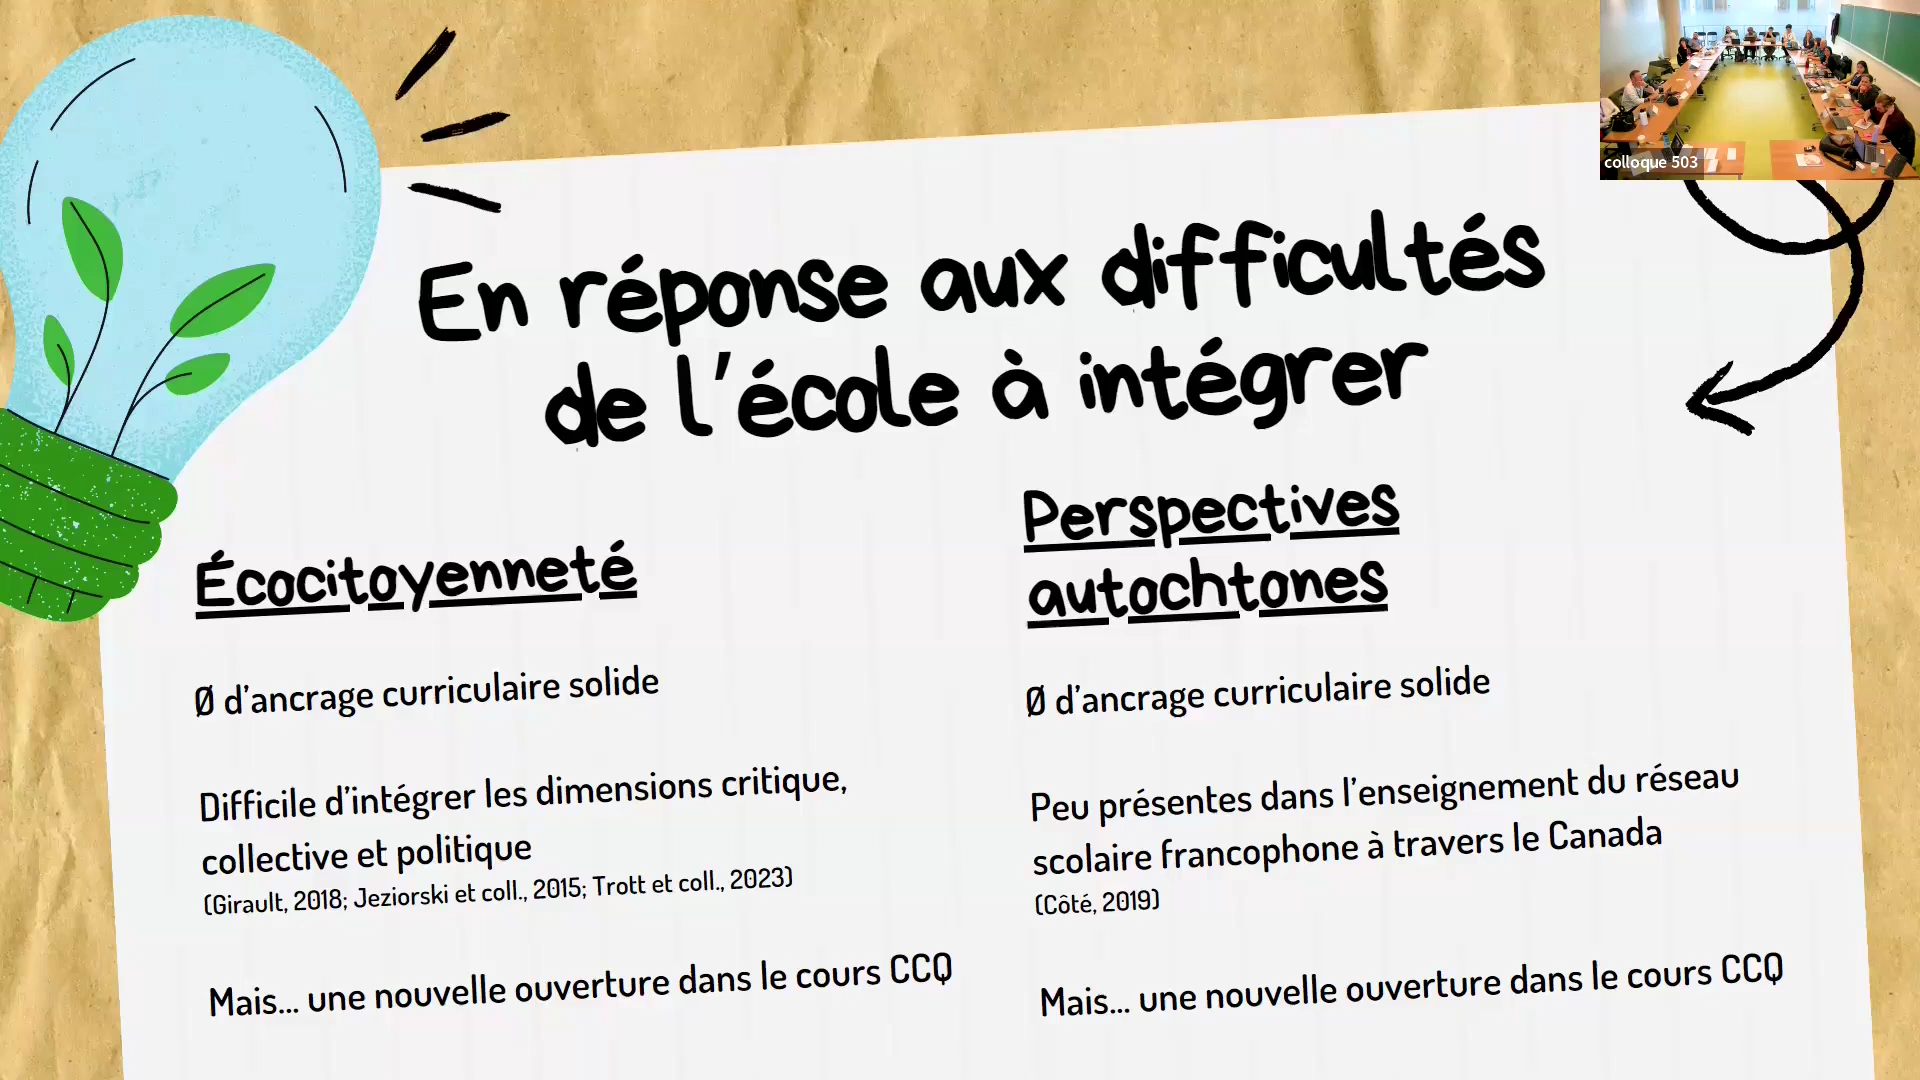 colloque 503
En réponse aux difficultés
de l'école à intégrer
Écocitoyenneté
Ø d'ancrage curriculaire solide
Difficile d'intégrer les dimensions critique,
collective et politique
(Girault, 2018; Jeziorski et coll., 2015; Trott et coll., 2023)
Mais... une nouvelle ouverture dans le cours CCQ
Perspectives
autochtones
Ø d'ancrage curriculaire solide
Peu présentes dans l'enseignement du réseau
scolaire francophone à travers le Canada
(Côté, 2019)
Mais... une nouvelle ouverture dans le cours CCQ